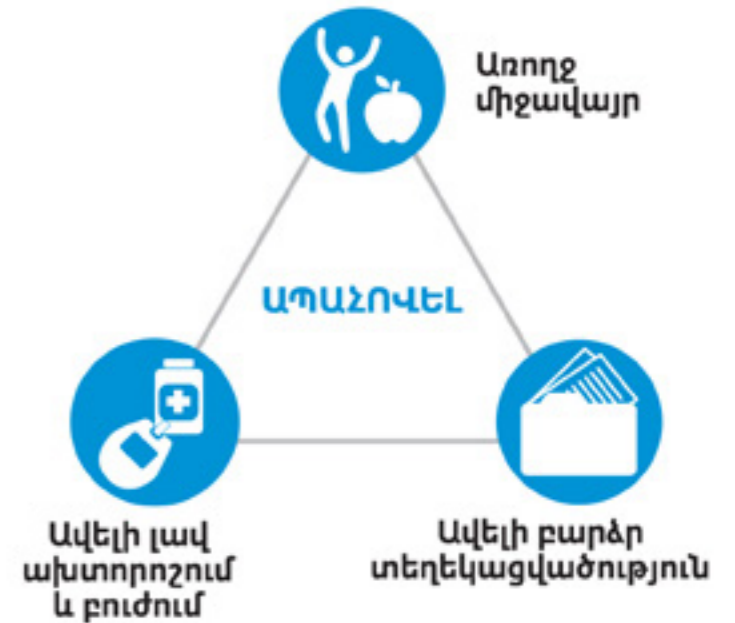 Առողջ
միջավայր
ԱՊԱՀՈՎԵԼ
Ավելի լավ
ախտորոշում
և բուժում
Ավելի բարձր
տեղեկացվածություն